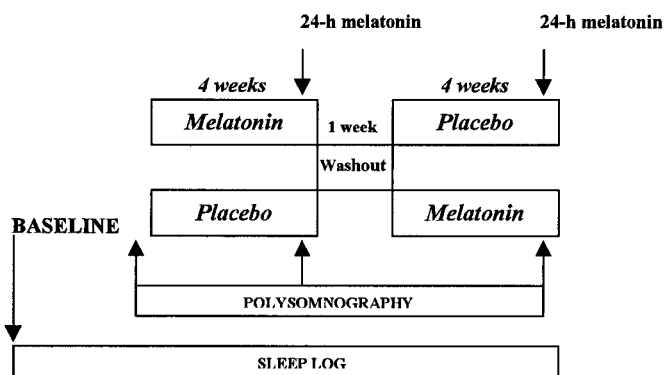 24-h melatonin 24-h melatonin
4 weeks 4 weeks
Melatonin 1 week Placebo
Washout
Placebo Melatonin
BASELINE
POLYSOMNOGRAPHY
SLEEP LOG